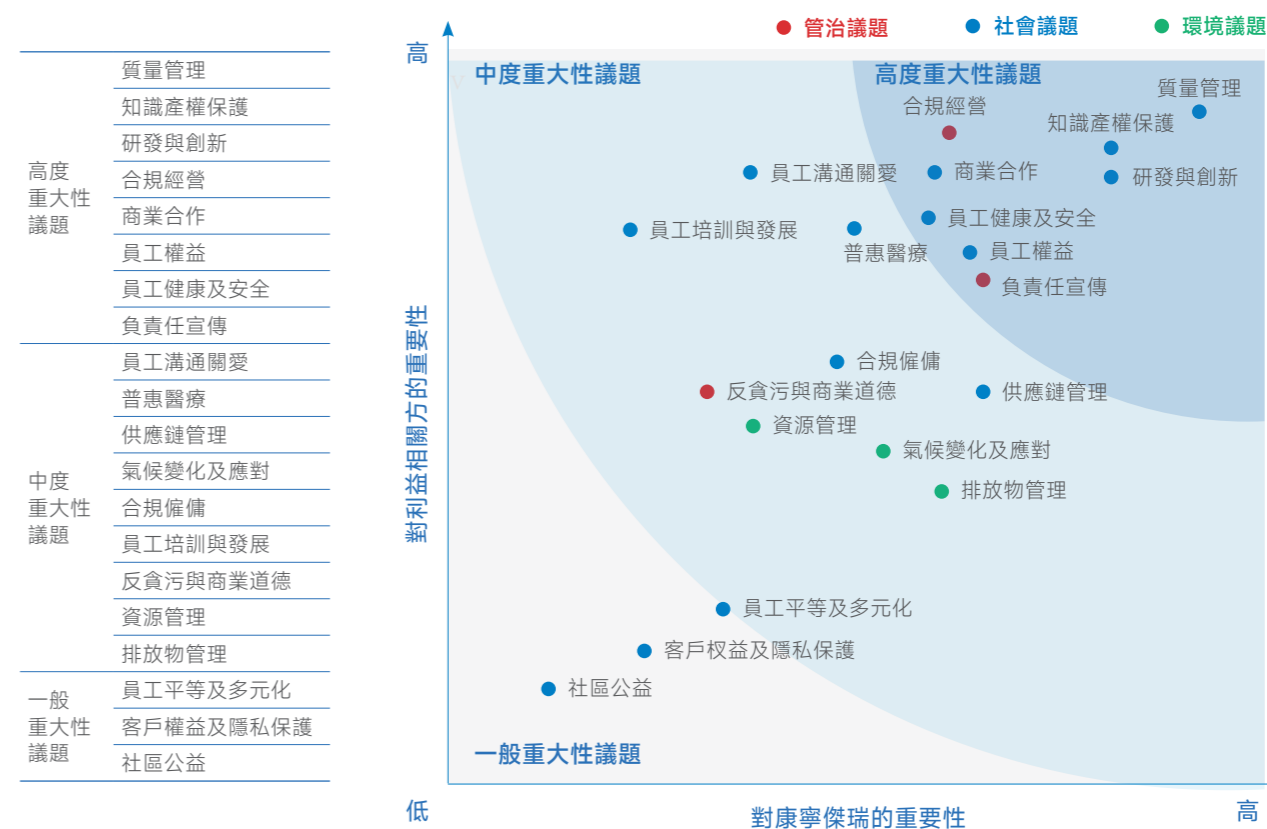 高度
重大性
議題
質量管理
知識產權保護
研發與創新
合規經營
商業合作
員工權益
員工健康及安全
負責任宣傳
中度
重大性
議題
員工溝通關愛
普惠醫療
供應鏈管理
氣候變化及應對
合規僱傭
員工培訓與發展
反貪污與商業道德
資源管理
排放物管理
一般
重大性
議題
員工平等及多元化
客戶權益及隱私保護
社區公益
管治議題
社會議題
環境議題
高
對利益相關方的重要性
中度重大性議題
高度重大性議題
質量管理
合規經營
知識產權保護
員工溝通關愛
商業合作
研發與創新
員工培訓與發展
員工健康及安全
普惠醫療
員工權益
負責任宣傳
合規僱傭
反貪污與商業道德
供應鏈管理
資源管理
氣候變化及應對
排放物管理
員工平等及多元化
客戶杈益及隱私保護
社區公益
一般重大性議題
低
對康寧傑瑞的重要性
高